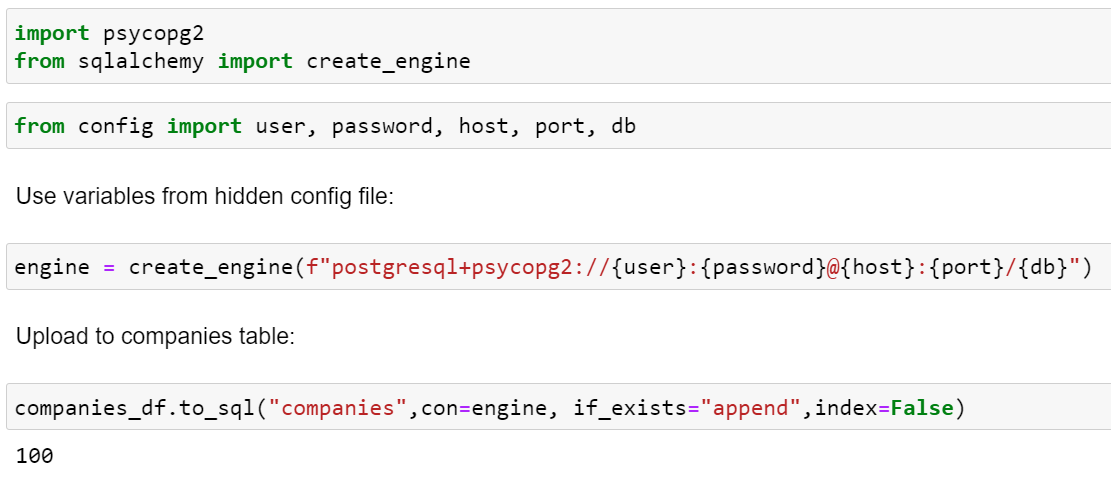 import psycopg2
from sqlalchemy import create_engine
from config import user, password, host, port, db
Use variables from hidden config file:
engine = create_engine(f"postgresql+psycopg2://{user}:{password}@{host}:{port}/{db}")
Upload to companies table:
companies_df.to_sql("companies",con=engine, if_exists="append",index=False)
100